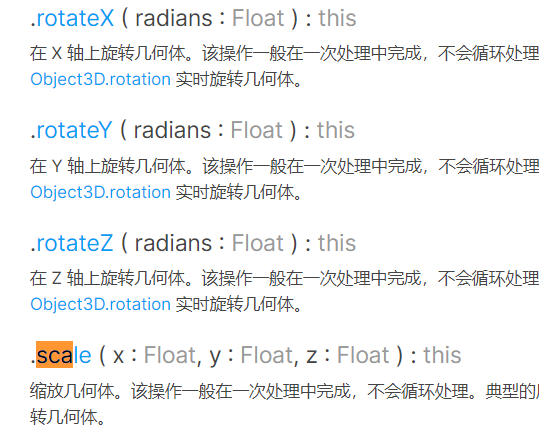 .rotateX ( radians : Float ) : this
在 X 轴上旋转几何体。该操作一般在一次处理中完成，不会循环处理
Object3D.rotation 实时旋转几何体。
.rotateY ( radians : Float ) : this
在 Y 轴上旋转几何体。该操作一般在一次处理中完成，不会循环处理
Object3D.rotation 实时旋转几何体。
.rotateZ ( radians : Float ) : this
在 Z 轴上旋转几何体。该操作一般在一次处理中完成，不会循环处理
Object3D.rotation 实时旋转几何体。
.scale ( x : Float, y : Float, z : Float ) : this
缩放几何体。该操作一般在一次处理中完成，不会循环处理。典型的
转几何体。